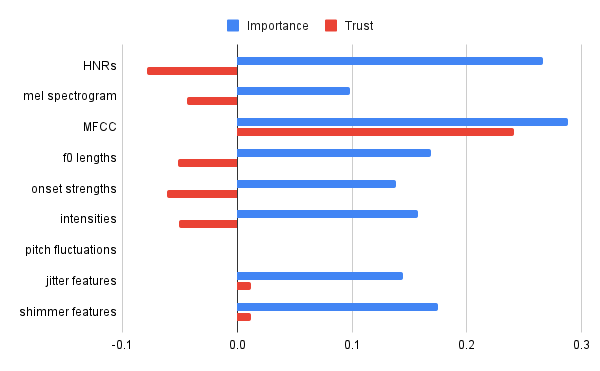 Importance Trust
HNRs
mel spectrogram
MFCC
f0 lengths
onset strengths
intensities
pitch fluctuations
jitter features
shimmer features
-0.1 0.0 0.1 0.2 0.3